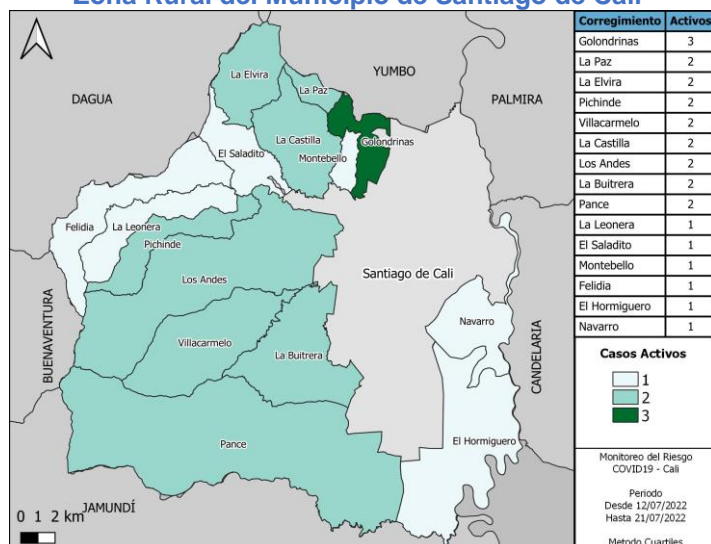 Zona Rural del Municipio de Santiago de Cali
DAGUA
YUMBO
PALMIRA
La Elvira
La Paz
La Castilla
Golondrinas
Montebello
El Saladito
Felidia
La Leonera
Pichinde
Los Andes
Santiago de Cali
Navarro
Villacarmelo
La Buitrera
BUENAVENTURA
CANDELARIA
Pance
El Hormiguero
JAMUNDÍ
0 1 2 km
Corregimiento Activos
Golondrinas 3
La Paz 2
La Elvira 2
Pichinde 2
Villacarmelo 2
La Castilla 2
Los Andes 2
La Buitrera 2
Pance 2
La Leonera 1
El Saladito 1
Montebello 1
Felidia 1
El Hormiguero 1
Navarro 1
Casos Activos
1
2
3
Monitoreo del Riesgo
COVID19 - Cali
Periodo
Desde 12/07/2022
Hasta 21/07/2022
Metodo Cuartiles